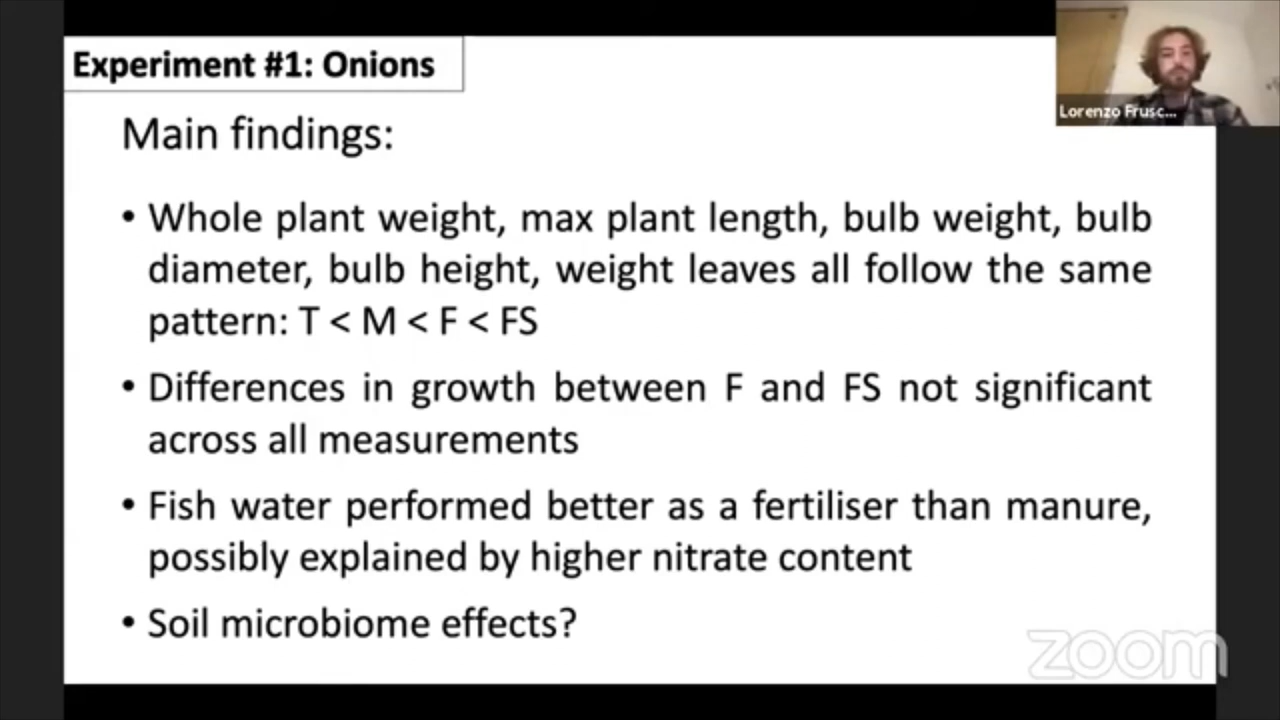 Experiment #1: Onions
Lorenzo Frusc...
Main findings:
• Whole plant weight, max plant length, bulb weight, bulb
diameter, bulb height, weight leaves all follow the same
pattern: T < M < F < FS
• Differences in growth between F and FS not significant
across all measurements
• Fish water performed better as a fertiliser than manure,
possibly explained by higher nitrate content
• Soil microbiome effects?
zoom